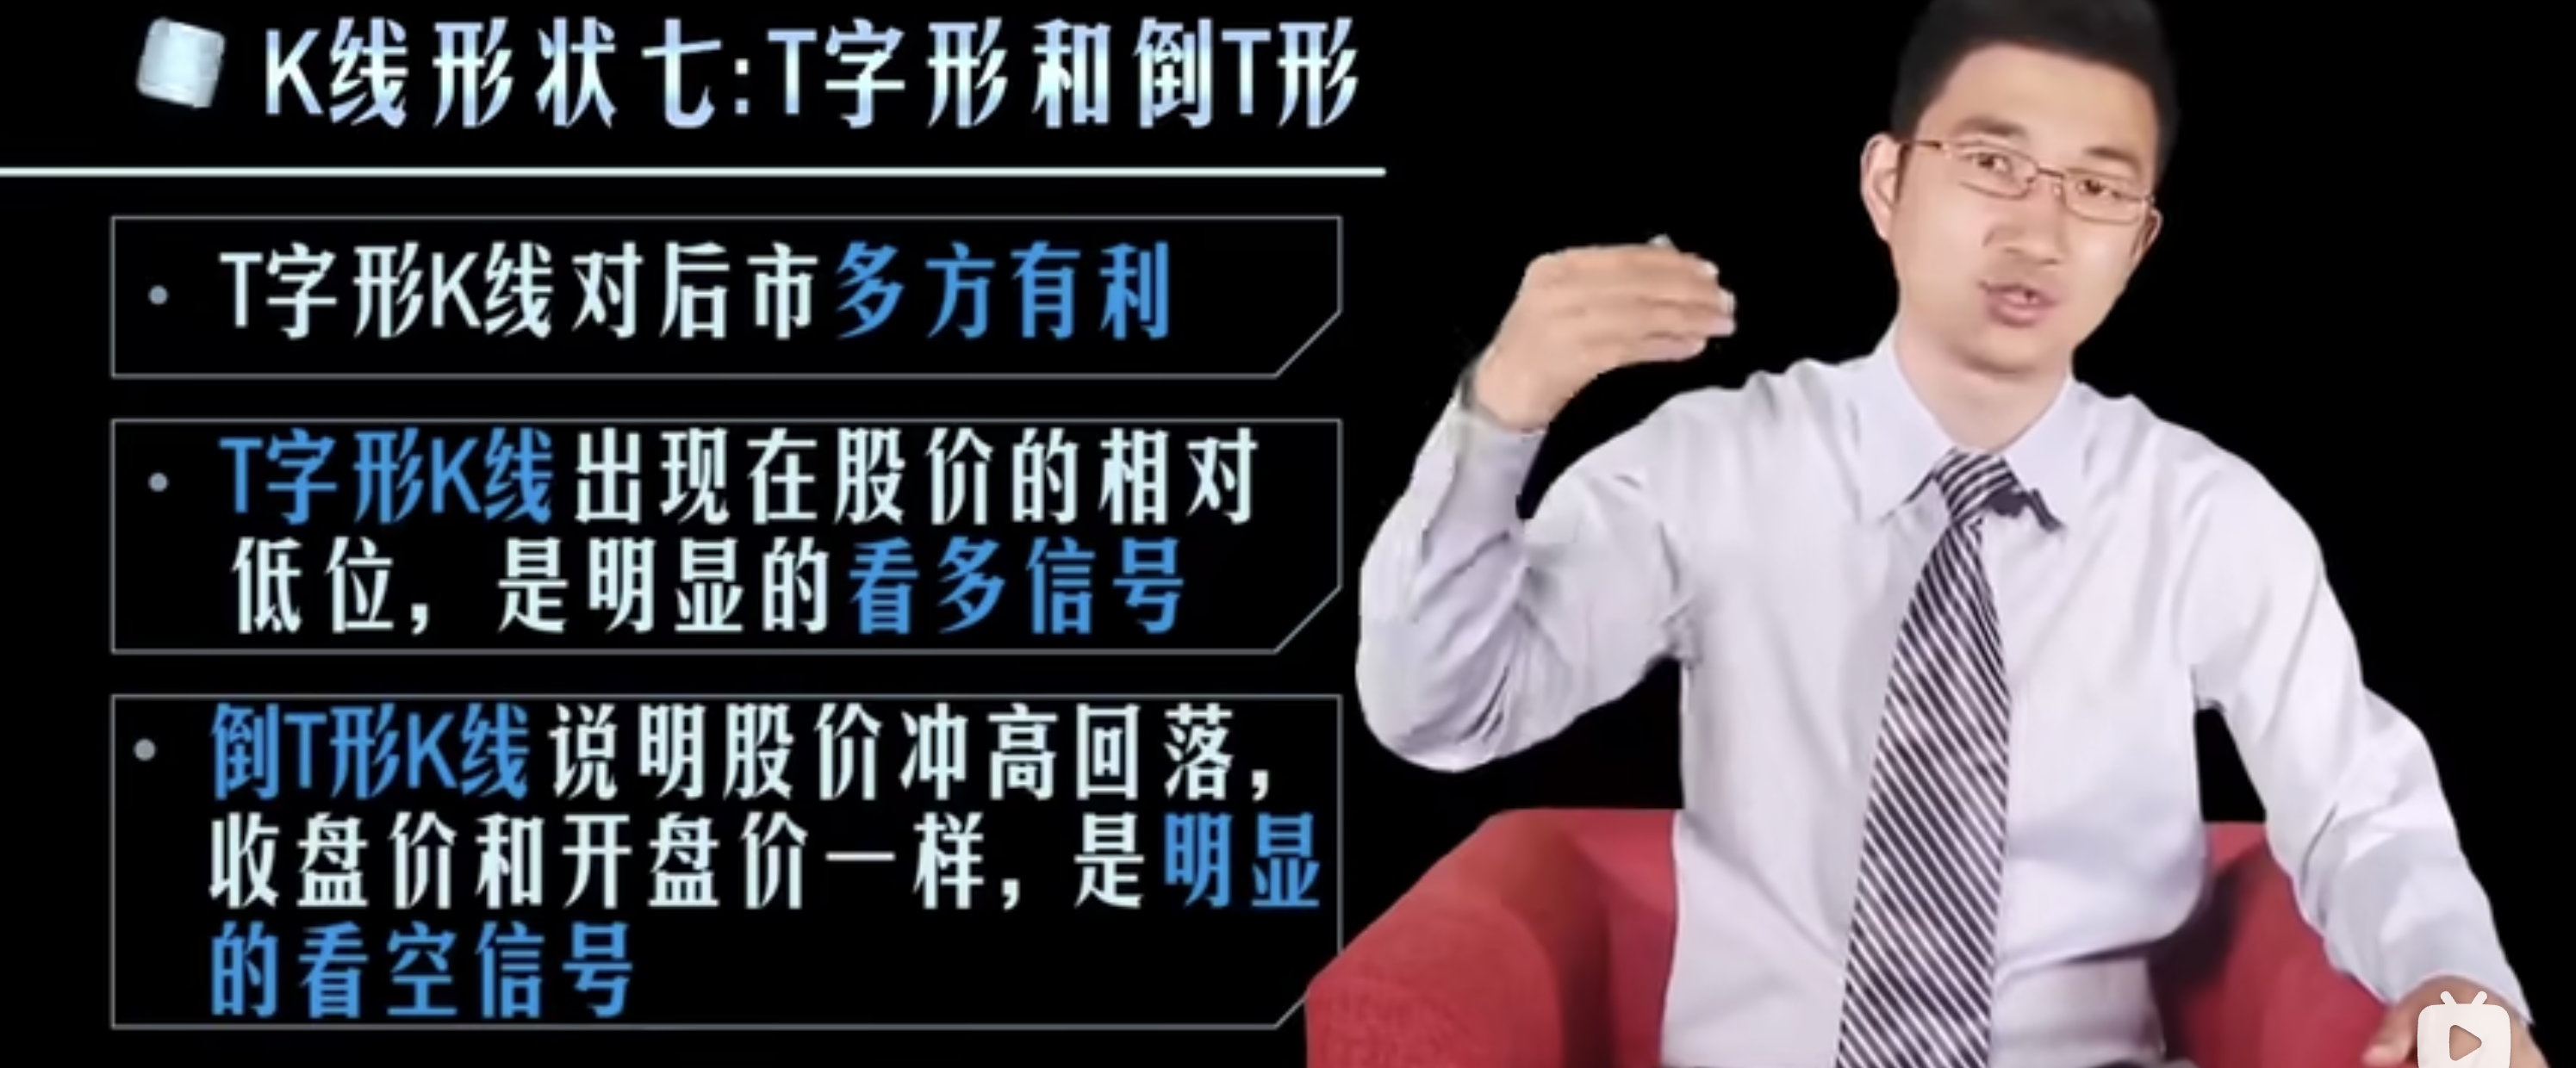 K线形状七:T字形和倒T形
T字形K线对后市多方有利
T字形K线出现在股价的相对
低位，是明显的看多信号
倒T形K线说明股价冲高回落，
收盘价和开盘价一样，是明显
的看空信号